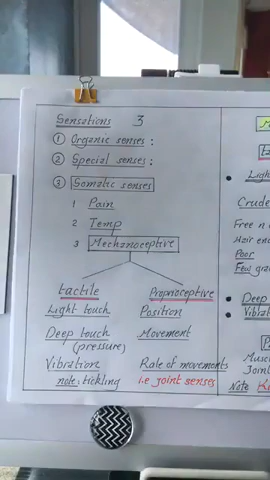 Sensations 3
① Organic senses:
② Special senses:
③ Somatic senses
1 Pain
2 Temp
3 Mechanoceptive
tactile Proprioceptive
Light touch Position
Deep touch Movement
(pressure)
Vibration Rate of movements
note: tickling i.e joint senses
Ligh
Crude
Free n
Hair en
Poor
Few gra
Deep
Vibra
Musc
Joint
Note